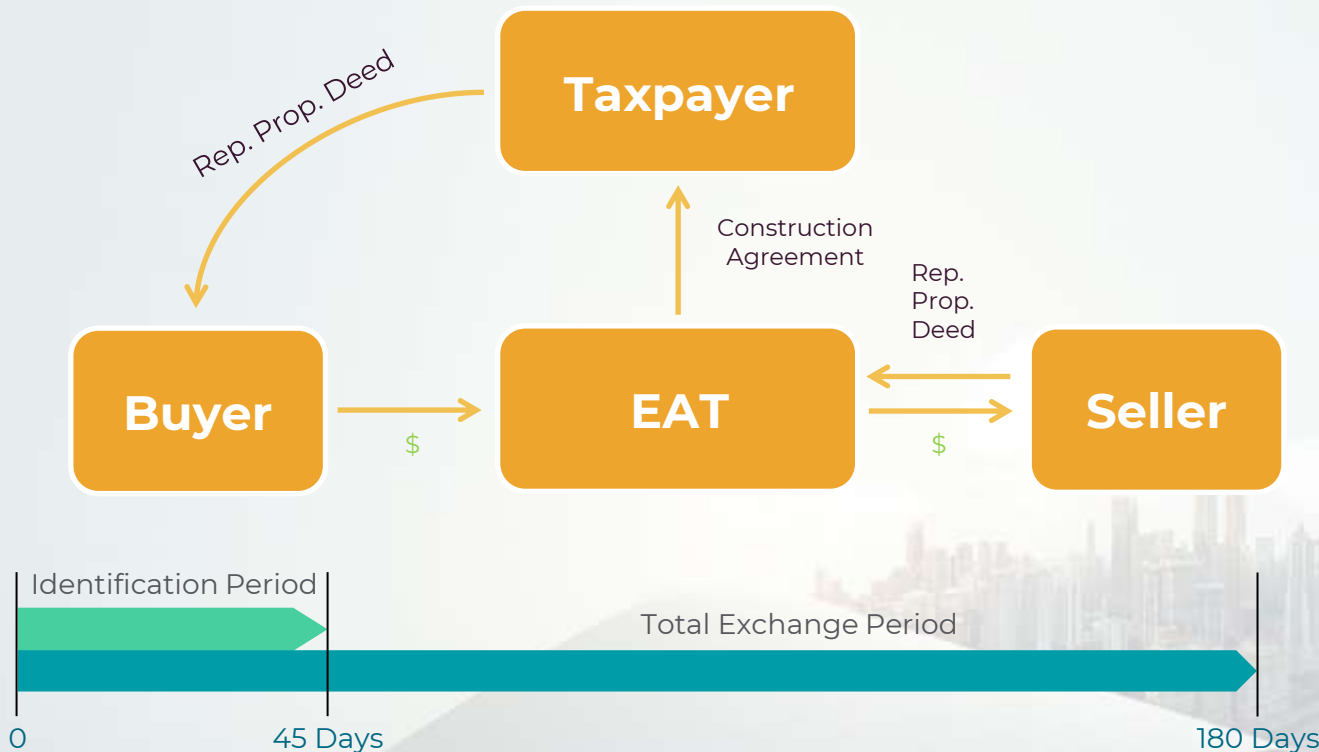 Taxpayer
Rep. Prop. Deed
Construction
Agreement
Rep.
Prop.
Deed
Buyer
EAT
Seller
$
$
Identification Period
Total Exchange Period
0
45 Days
180 Days